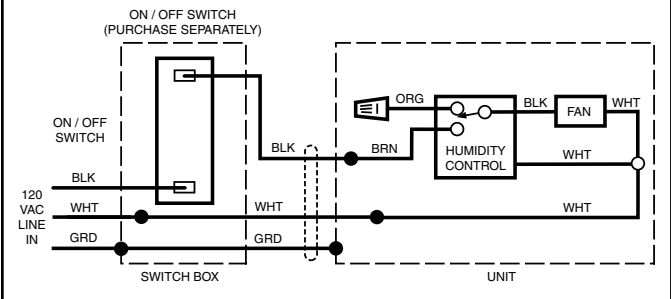 ON / OFF SWITCH
(PURCHASE SEPARATELY)
ON / OFF
SWITCH
BLK
120
VAC
LINE
IN
WHT
GRD
BLK
WHT
GRD
SWITCH BOX
ORG
BRN
HUMIDITY
CONTROL
BLK
FAN
WHT
WHT
WHT
UNIT